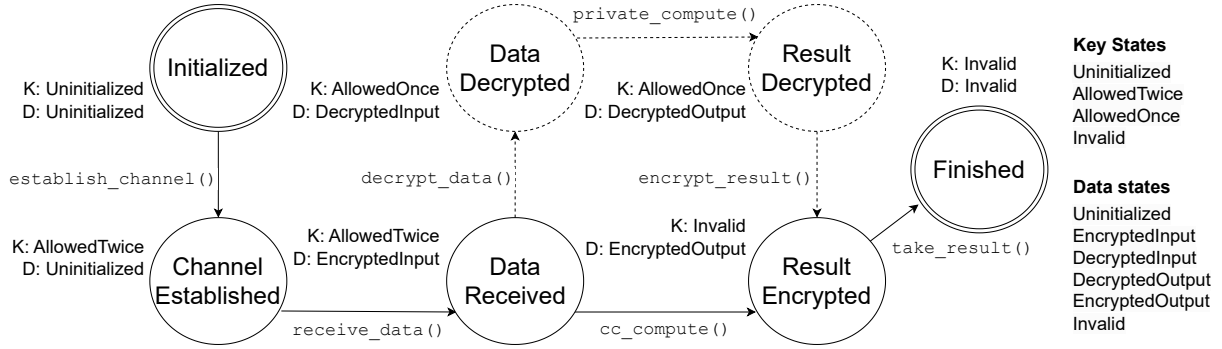 private_compute()
Initialized
K: Uninitialized
D: Uninitialized
Data
Decrypted
K: AllowedOnce
D: DecryptedInput
Result
Decrypted
K: AllowedOnce
D: DecryptedOutput
K: Invalid
D: Invalid
Finished
establish_channel()
decrypt_data()
encrypt_result()
K: AllowedTwice
D: Uninitialized
Channel
Established
K: AllowedTwice
D: EncryptedInput
Data
Received
K: Invalid
D: EncryptedOutput
Result
Encrypted
take_result()
receive_data()
cc_compute()
Key States
Uninitialized
AllowedTwice
AllowedOnce
Invalid
Data states
Uninitialized
EncryptedInput
DecryptedInput
DecryptedOutput
EncryptedOutput
Invalid